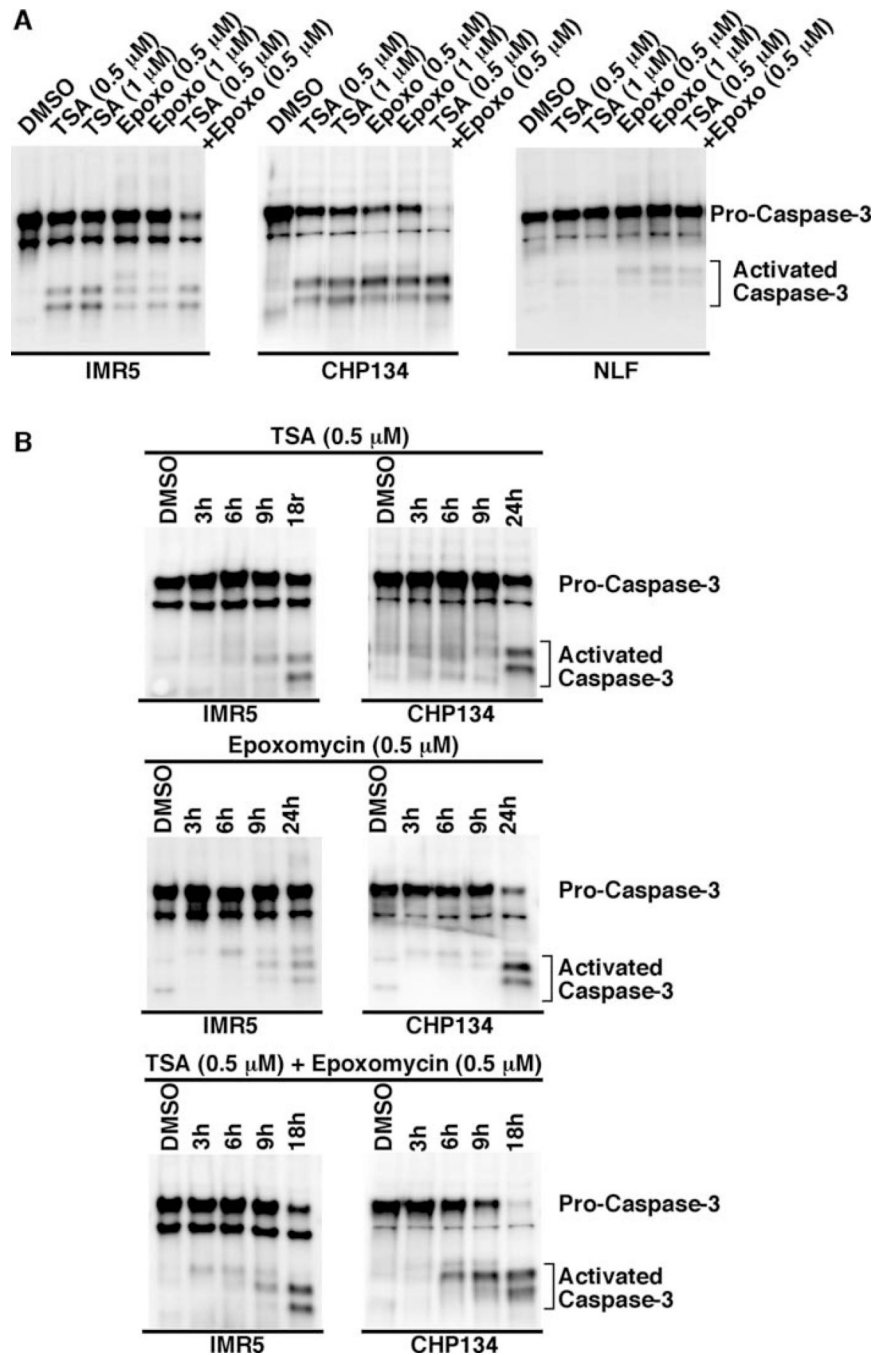 A
DMSO
TSA (0.5 μM)
TSA (1 μM)
Epoxo (0.5 μM)
Epoxo (1 μM)
TSA (0.5 μM)
+Epoxo (0.5 μM)
DMSO
TSA (0.5 μM)
TSA (1 μM)
Epoxo (0.5 μM)
Epoxo (1 μM)
TSA (0.5 μM)
+Epoxo (0.5 μM)
DMSO
TSA (0.5 μM)
TSA (1 μM)
Epoxo (0.5 μM)
Epoxo (1 μM)
TSA (0.5 μM)
+Epoxo (0.5 μM)
Pro-Caspase-3
Activated
Caspase-3
IMR5
CHP134
NLF
B
TSA (0.5 μM)
DMSO 3h 6h 9h 18r
DMSO 3h 6h 9h 24h
Pro-Caspase-3
Activated
Caspase-3
IMR5
CHP134
Epoxomycin (0.5 μM)
DMSO 3h 6h 9h 24h
DMSO 3h 6h 9h 24h
Pro-Caspase-3
Activated
Caspase-3
IMR5
CHP134
TSA (0.5 μM) + Epoxomycin (0.5 μM)
DMSO 3h 6h 9h 18h
DMSO 3h 6h 9h 18h
Pro-Caspase-3
Activated
Caspase-3
IMR5
CHP134